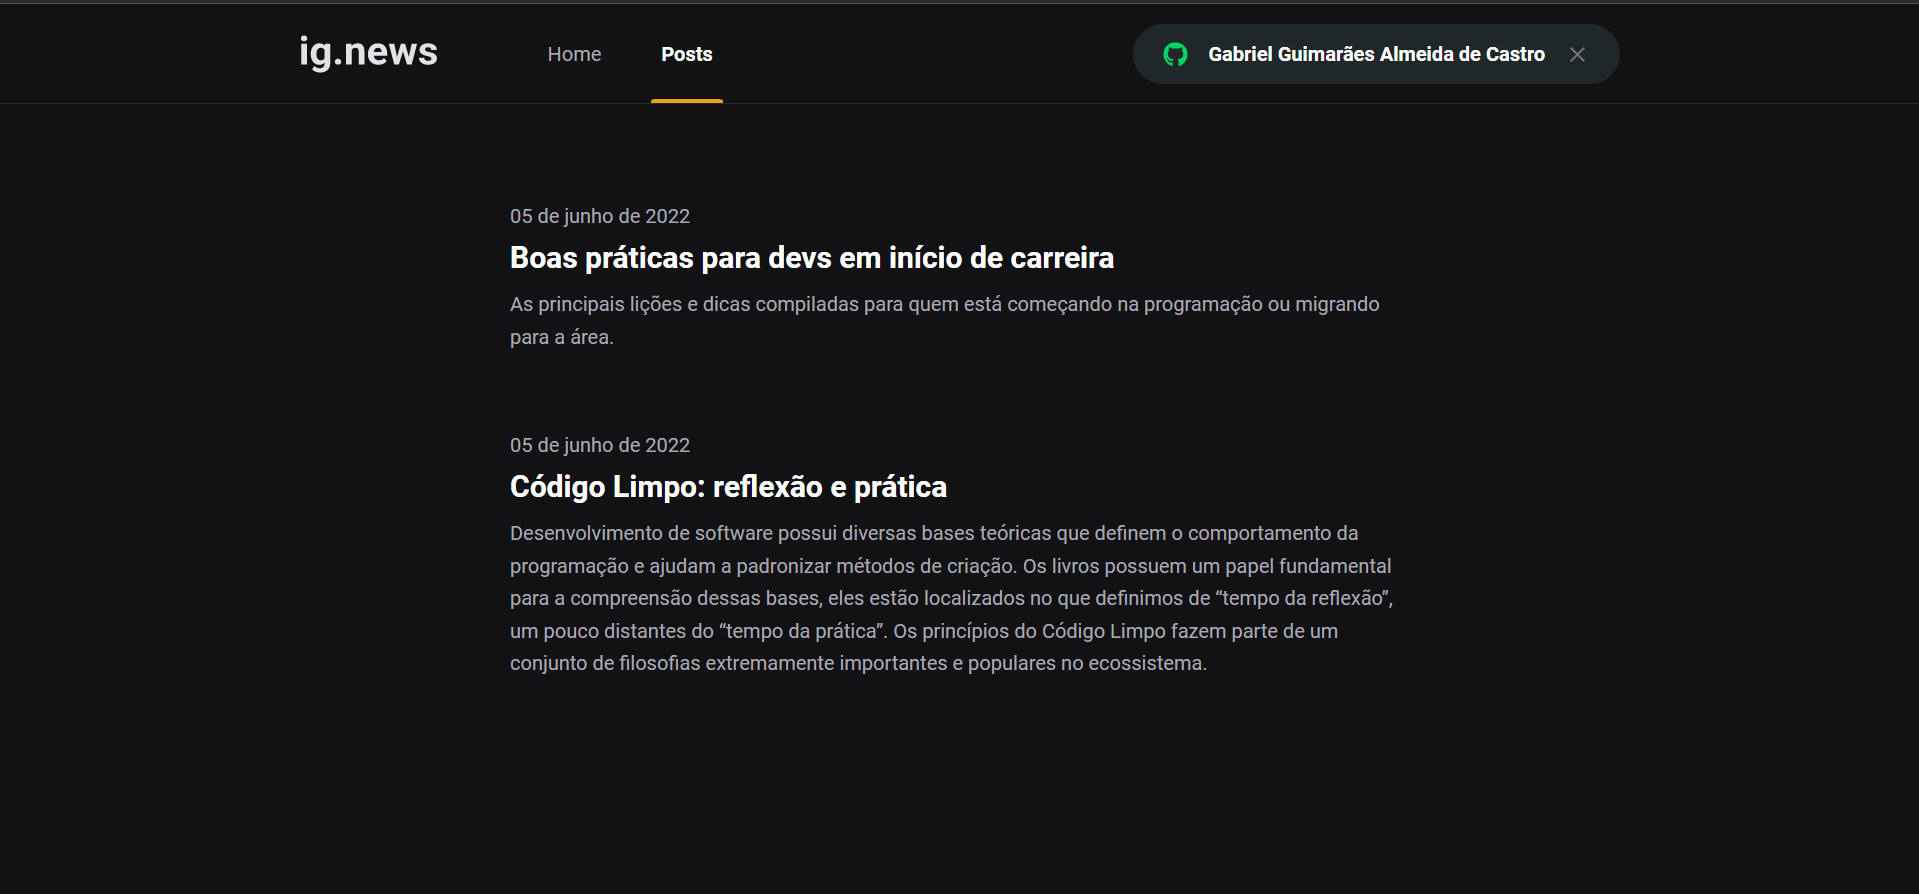 ig.news
Home
Posts
Gabriel Guimarães Almeida de Castro
05 de junho de 2022
Boas práticas para devs em início de carreira
As principais lições e dicas compiladas para quem está começando na programação ou migrando
para a área.
05 de junho de 2022
Código Limpo: reflexão e prática
Desenvolvimento de software possui diversas bases teóricas que definem o comportamento da
programação e ajudam a padronizar métodos de criação. Os livros possuem um papel fundamental
para a compreensão dessas bases, eles estão localizados no que definimos de “tempo da reflexão”,
um pouco distantes do “tempo da prática”. Os princípios do Código Limpo fazem parte de um
conjunto de filosofias extremamente importantes e populares no ecossistema.